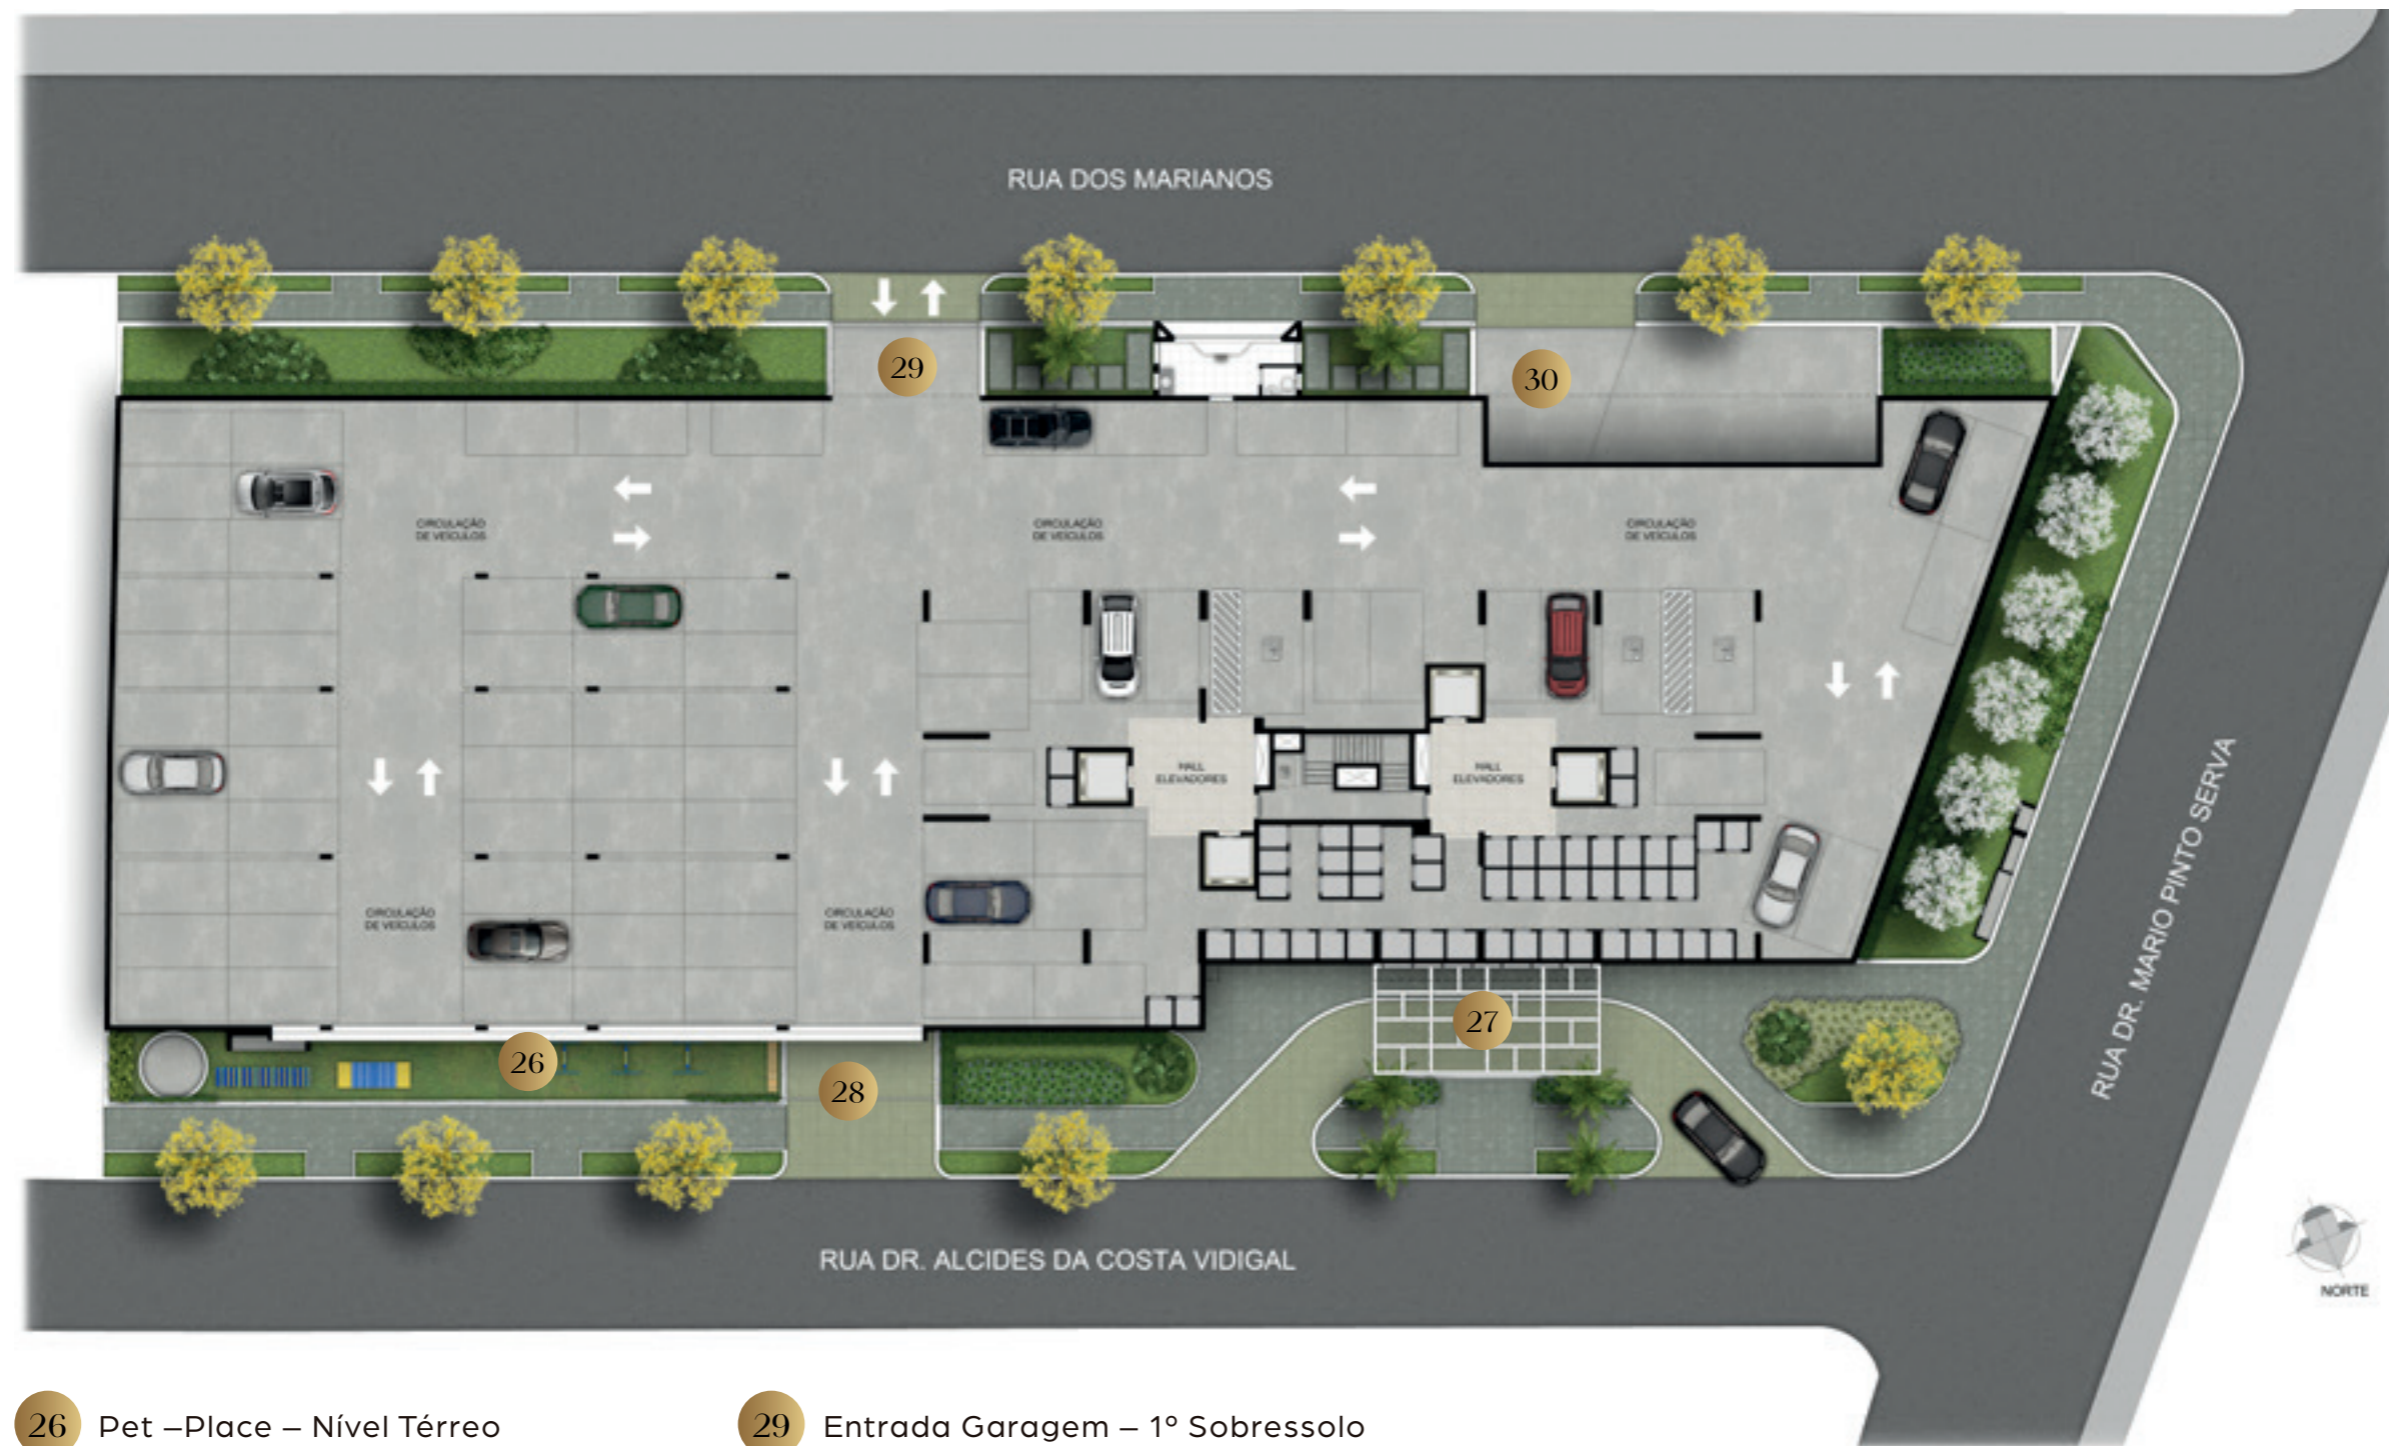 RUA DOS MARIANOS
29
30
CIRCULAÇÃO
DE VEÍCULOS
CIRCULAÇÃO
DE VEÍCULOS
CIRCULAÇÃO
DE VEÍCULOS
HALL
ELEVADORES
HALL
ELEVADORES
CIRCULAÇÃO
DE VEÍCULOS
CIRCULAÇÃO
DE VEÍCULOS
RUA DR. MARIO PINTO SERVA
27
26
28
RUA DR. ALCIDES DA COSTA VIDIGAL
NORTE
26 Pet –Place – Nível Térreo
29 Entrada Garagem – 1º Sobressolo